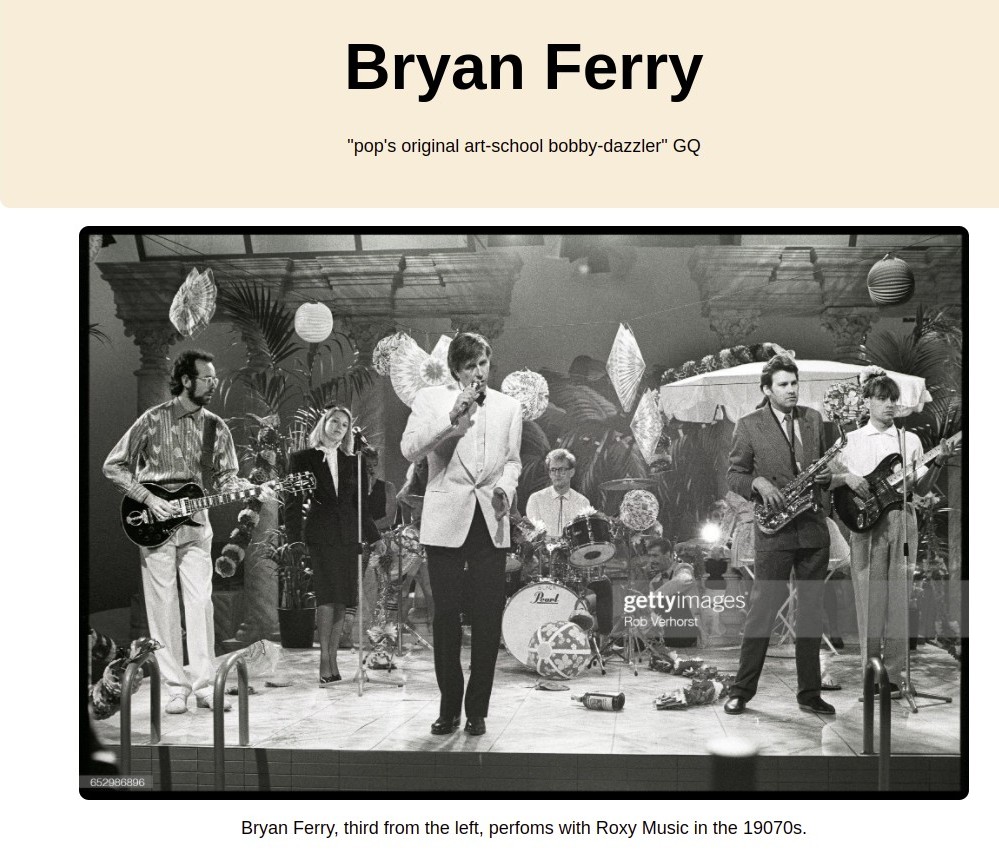 Bryan Ferry
"pop's original art-school bobby-dazzler" GQ
Pearl
gettyimages
Rob Verhorst
652986896
Bryan Ferry, third from the left, perfoms with Roxy Music in the 19070s.